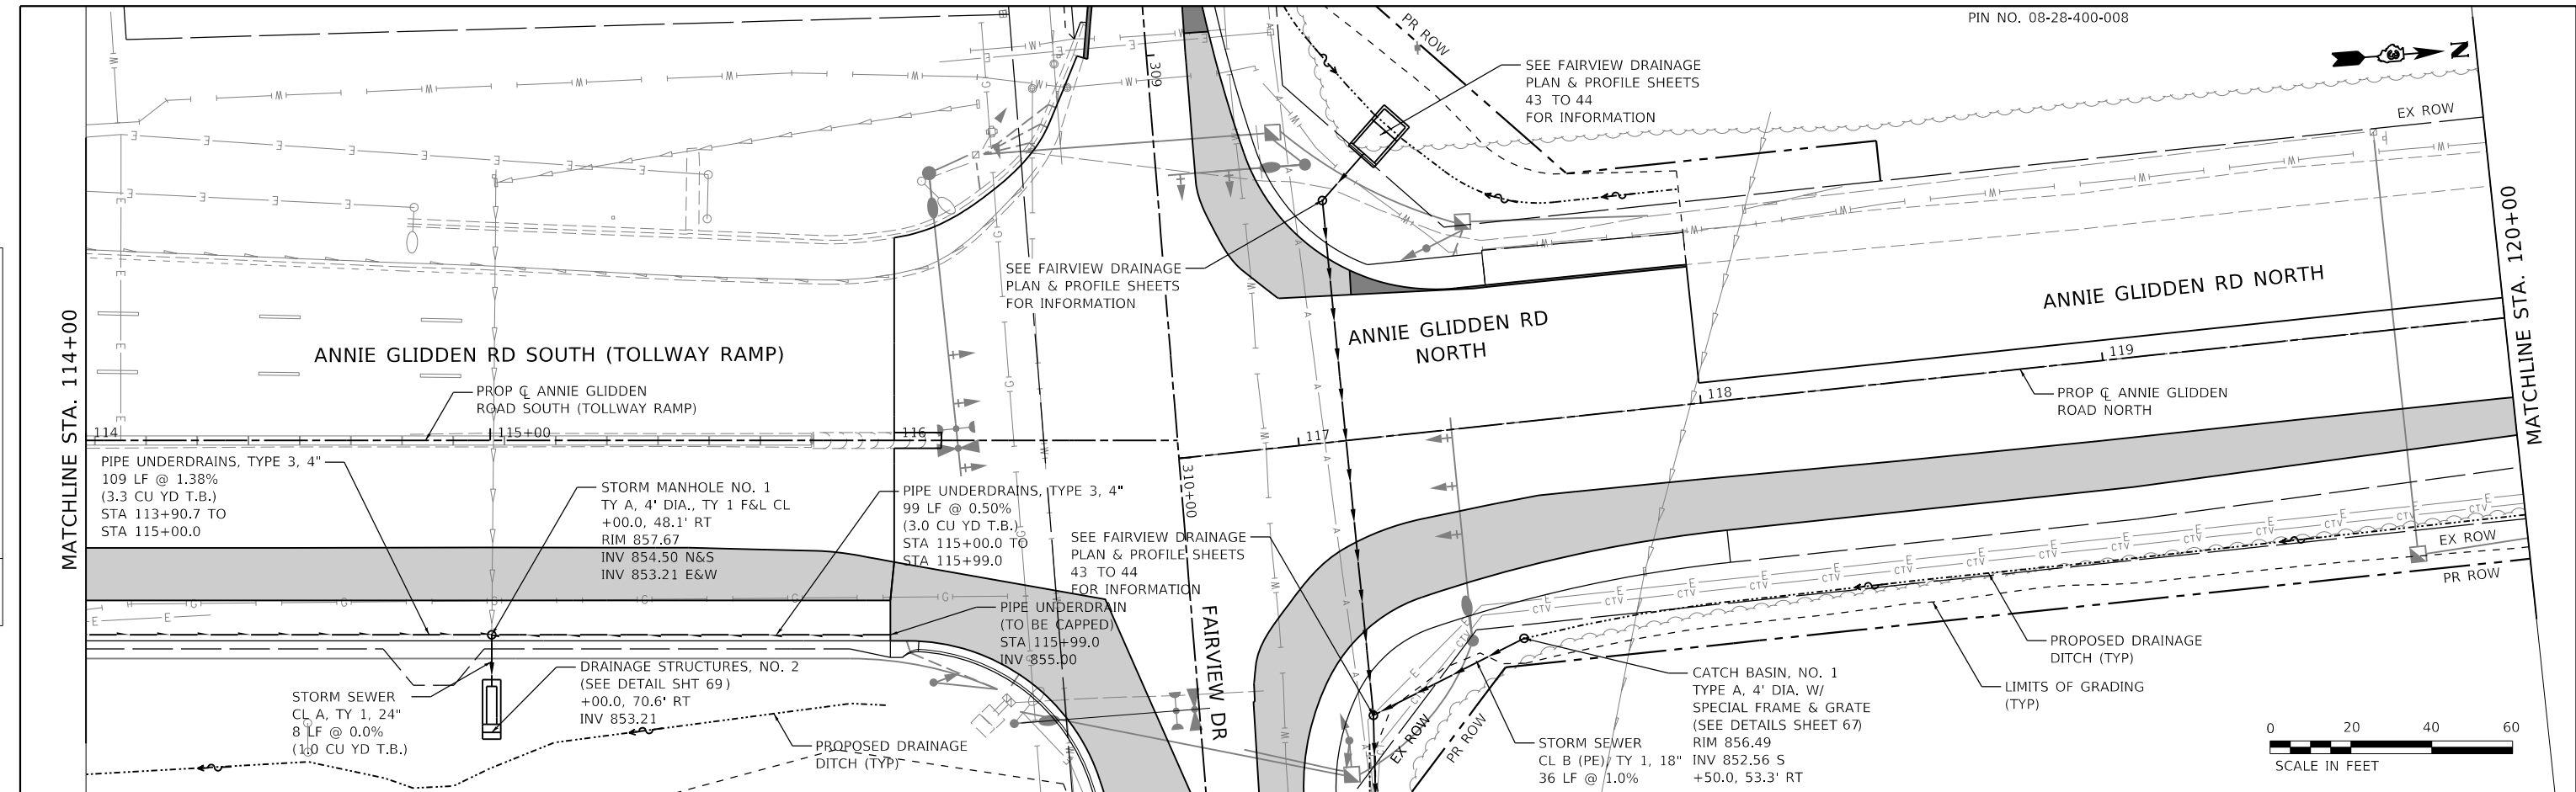 PIN NO. 08-28-400-008
N
PR ROW
309
SEE FAIRVIEW DRAINAGE
PLAN & PROFILE SHEETS
43 TO 44
FOR INFORMATION
EX ROW
MATCHLINE STA. 114+00
MATCHLINE STA. 120+00
SEE FAIRVIEW DRAINAGE
PLAN & PROFILE SHEETS
FOR INFORMATION
ANNIE GLIDDEN RD SOUTH (TOLLWAY RAMP)
ANNIE GLIDDEN RD
NORTH
ANNIE GLIDDEN RD NORTH
PROP ℄ ANNIE GLIDDEN
ROAD SOUTH (TOLLWAY RAMP)
PROP ℄ ANNIE GLIDDEN
ROAD NORTH
114
115+00
116
117
118
119
310+00
PIPE UNDERDRAINS, TYPE 3, 4"
109 LF @ 1.38%
(3.3 CU YD T.B.)
STA 113+90.7 TO
STA 115+00.0
STORM MANHOLE NO. 1
TY A, 4' DIA., TY 1 F&L CL
+00.0, 48.1' RT
RIM 857.67
INV 854.50 N&S
INV 853.21 E&W
PIPE UNDERDRAINS, TYPE 3, 4"
99 LF @ 0.50%
(3.0 CU YD T.B.)
STA 115+00.0 TO
STA 115+99.0
SEE FAIRVIEW DRAINAGE
PLAN & PROFILE SHEETS
43 TO 44
FOR INFORMATION
PIPE UNDERDRAIN
(TO BE CAPPED)
STA 115+99.0
INV 855.00
FAIRVIEW DR
STORM SEWER
CL A, TY 1, 24"
8 LF @ 0.0%
(1.0 CU YD T.B.)
DRAINAGE STRUCTURES, NO. 2
(SEE DETAIL SHT 69)
+00.0, 70.6' RT
INV 853.21
PROPOSED DRAINAGE
DITCH (TYP)
EX ROW
PR ROW
STORM SEWER
CL B (PE), TY 1, 18"
36 LF @ 1.0%
CATCH BASIN, NO. 1
TYPE A, 4' DIA. W/
SPECIAL FRAME & GRATE
(SEE DETAILS SHEET 67)
RIM 856.49
INV 852.56 S
+50.0, 53.3' RT
EX ROW
PR ROW
PROPOSED DRAINAGE
DITCH (TYP)
LIMITS OF GRADING
(TYP)
0 20 40 60
SCALE IN FEET